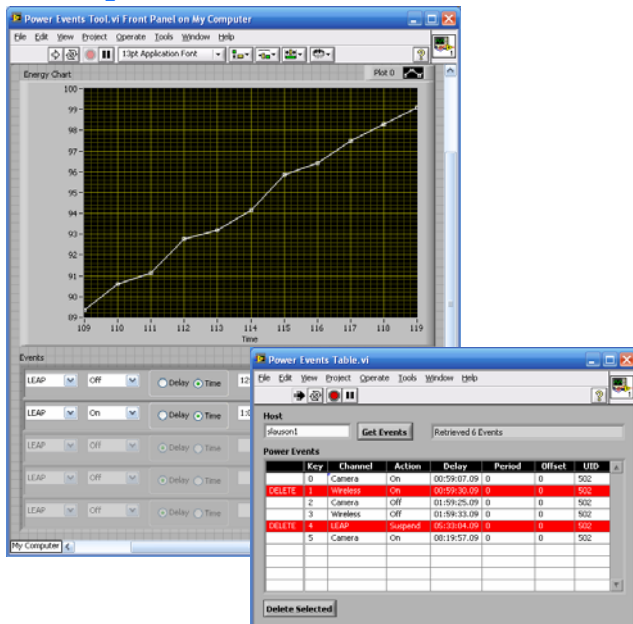 Power Events Tool.vi Front Panel on My Computer
File Edit View Project Operate Tools Window Help
13pt Application Font
Energy Chart
Plot 0
100
99
98
97
96
95
94
93
92
91
90
89
109 110 111 112 113 114 115 116 117 118 119
Time
Events
LEAP Off Delay Time 12
LEAP On Delay Time
LEAP Off Delay Time
LEAP Off Delay Time
LEAP Off Delay Time
My Computer
Power Events Table.vi
File Edit View Project Operate Tools Window Help
Host
slauson1 Get Events Retrieved 6 Events
Power Events
Key Channel Action Delay Period Offset UID
0 Camera On 00:59:07.09 0 0 502
DELETE 1 Wireless On 00:59:30.09 0 0 502
2 Camera Off 01:59:25.09 0 0 502
3 Wireless Off 01:59:33.09 0 0 502
DELETE 4 LEAP Suspend 05:33:04.09 0 0 502
5 Camera On 00:19:57.09 0 0 502
Delete Selected